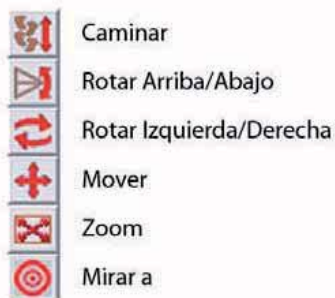 Caminar
Rotar Arriba/Abajo
Rotar Izquierda/Derecha
Mover
Zoom
Mirar a